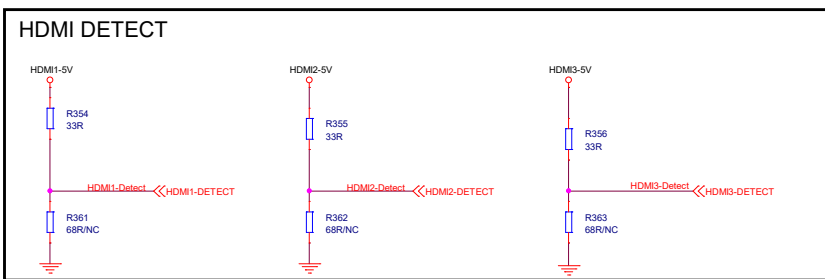 HDMI DETECT
HDMI1-5V
HDMI2-5V
HDMI3-5V
R354
33R
R355
33R
R356
33R
HDMI1-Detect
HDMI1-DETECT
HDMI2-Detect
HDMI2-DETECT
HDMI3-Detect
HDMI3-DETECT
R361
68R/NC
R362
68R/NC
R363
68R/NC